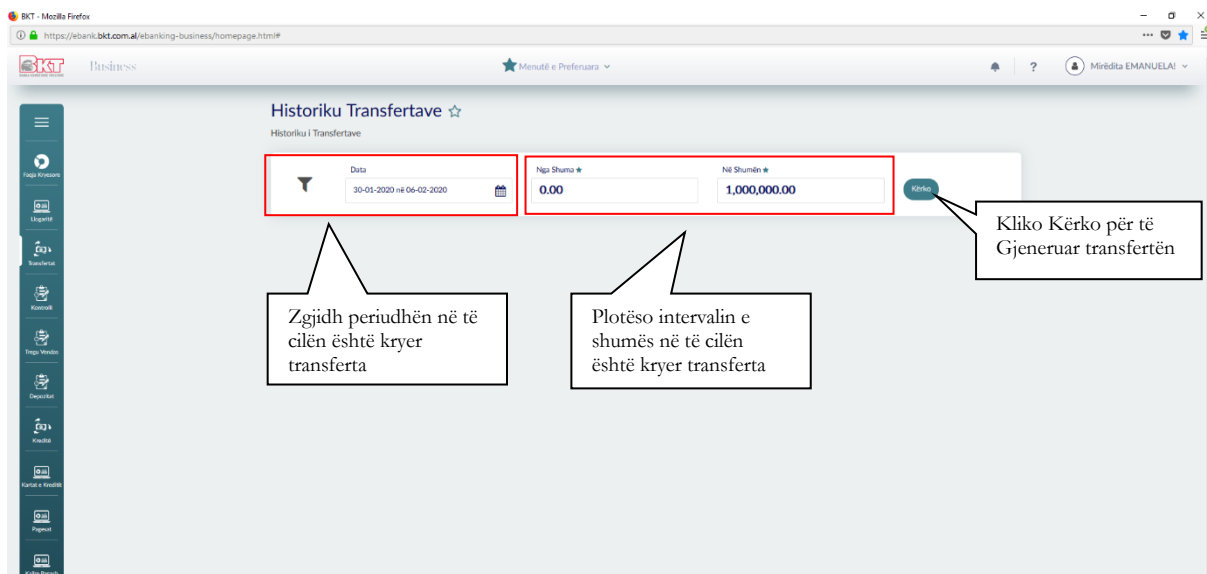 BKT - Mozilla Firefox
https://ebank.bkt.com.al/ebanking-business/homepage.html#
BKT
Business
Menutë e Preferuara
?
Mirëdita EMANUELA!
Historiku Transfertave
Historiku i Transfertave
Data
Nga Shuma
Në Shumën
30-01-2020 në 06-02-2020
0.00
1,000,000.00
Kërko
Kliko Kërko për të
Gjeneruar transfertën
Zgjidh periudhën në të
cilën është kryer
transferta
Plotëso intervalin e
shumës në të cilën
është kryer transferta
Faqja Kryesore
Llogaritë
Transfertat
Kontrolli
Tregu Vendas
Depozitat
Kreditë
Kartat e Kreditit
Pagesat